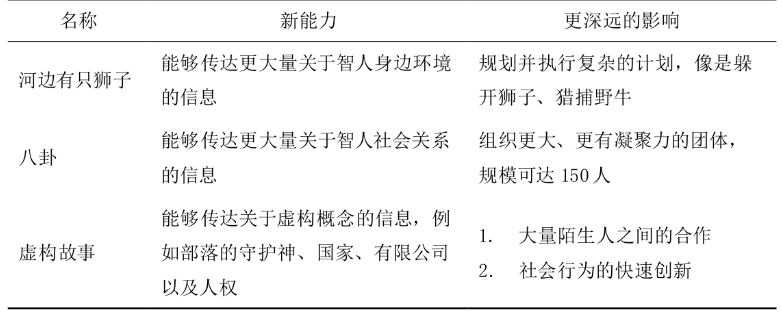 名称 新能力 更深远的影响
河边有只狮子 能够传达更大量关于智人身边环境的信息 规划并执行复杂的计划，像是躲开狮子、猎捕野牛
八卦 能够传达更大量关于智人社会关系的信息 组织更大、更有凝聚力的团体，规模可达 150 人
虚构故事 能够传达关于虚构概念的信息，例如部落的守护神、国家、有限公司以及人权 1. 大量陌生人之间的合作
2. 社会行为的快速创新